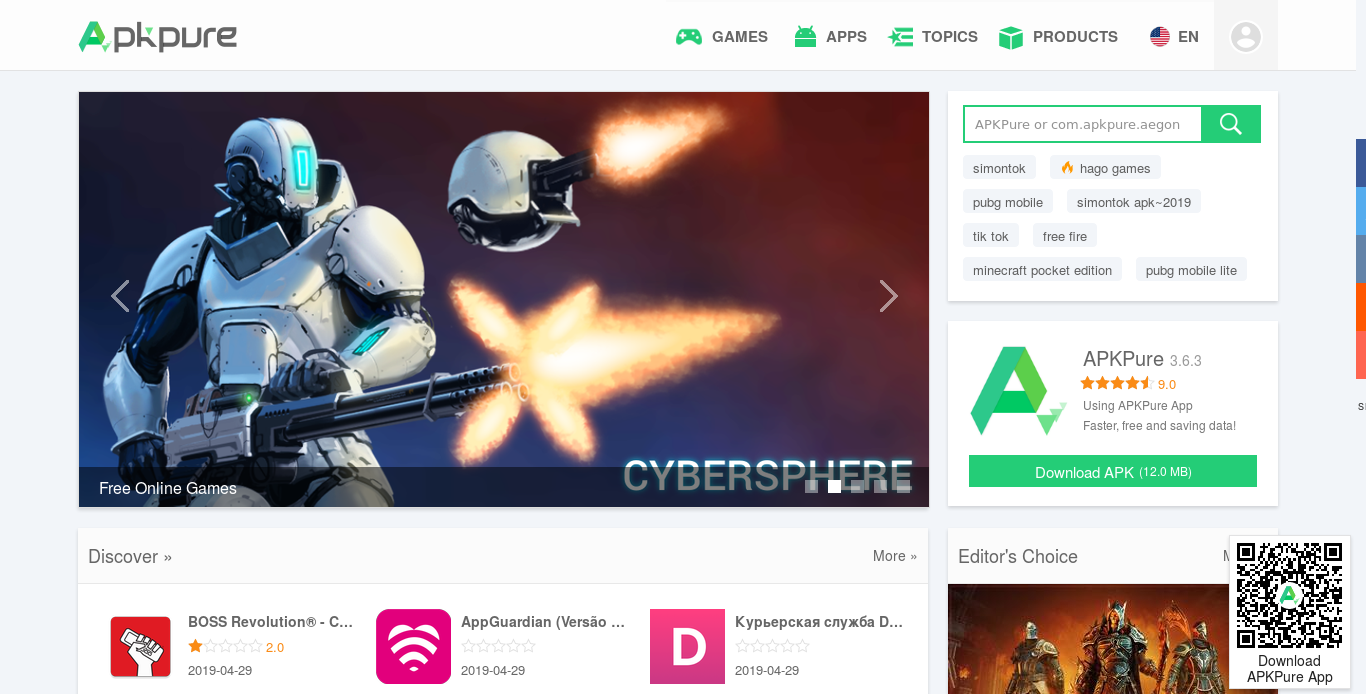 Apkpure
GAMES
APPS
TOPICS
PRODUCTS
EN
CYBERSPHERE
Free Online Games
APKPure or com.apkpure.aegon
simontok
hago games
pubg mobile
simontok apk~2019
tik tok
free fire
minecraft pocket edition
pubg mobile lite
APKPure 3.6.3
9.0
Using APKPure App
Faster, free and saving data!
Download APK (12.0 MB)
Discover »
More »
BOSS Revolution® - C...
2.0
2019-04-29
AppGuardian (Versão ...
2019-04-29
D
Курьерская служба D...
2019-04-29
Editor's Choice
Download
APKPure App